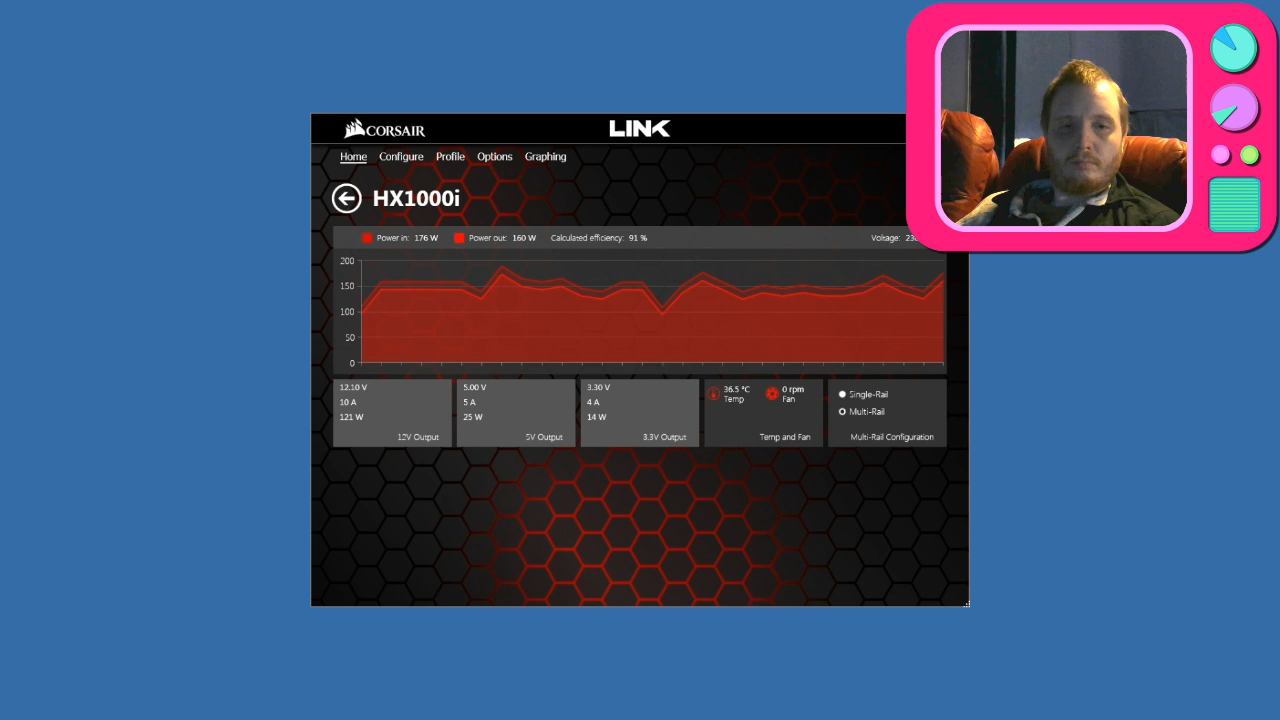 CORSAIR
LINK
Home Configure Profile Options Graphing
HX1000i
Power in: 176 W Power out: 160 W Calculated efficiency: 91 % Voltage:
200
150
100
50
0
12.10 V
10 A
121 W
12V Output
5.00 V
5 A
25 W
5V Output
3.30 V
4 A
14 W
3.3V Output
36.5 °C
Temp
0 rpm
Fan
Temp and Fan
Single-Rail
Multi-Rail
Multi-Rail Configuration